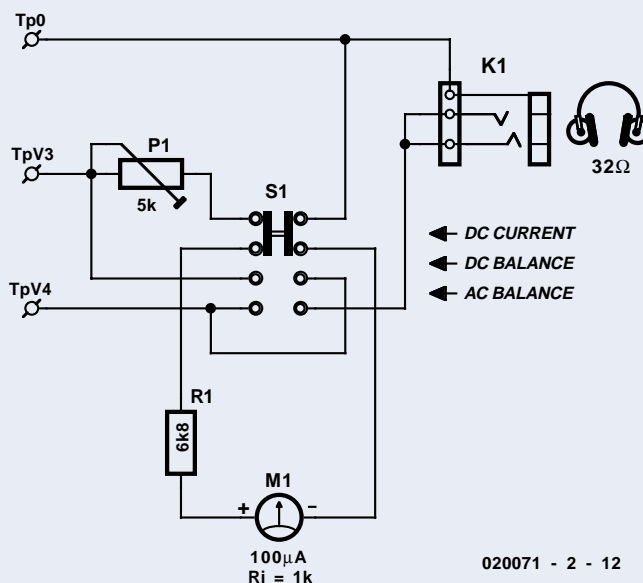 Tp0
K1
TpV3
P1
5k
S1
32Ω
DC CURRENT
DC BALANCE
AC BALANCE
TpV4
R1
6k8
M1
+ −
100µA
Ri = 1k
020071 - 2 - 12